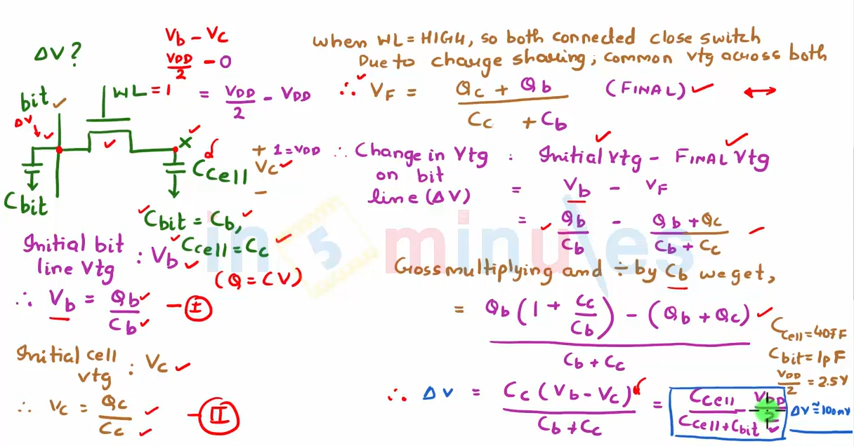 ΔV?
Vb - Vc
VDD/2 - 0
= VDD/2 - VDD
bit
WL = 1
ΔV
x
+ 1 = VDD
Vc
-
Ccell
Cbit
Cbit = Cb,
Ccell = Cc
Initial bit line Vtg : Vb
(Q = CV)
∴ Vb = Qb/Cb - I
Initial cell vtg : Vc
∴ Vc = Qc/Cc - II
When WL = HIGH, so both connected close switch
Due to charge sharing, common vtg across both
∴ VF = Qc + Qb / Cc + Cb (FINAL) ↔
∴ Change in Vtg on bit line (ΔV) : Initial Vtg - FINAL Vtg
= Vb - VF
= Qb/Cb - Qb + Qc / Cb + Cc
Cross multiplying and ÷ by Cb we get,
= Qb (1 + Cc/Cb) - (Qb + Qc) / Cb + Cc
∴ ΔV = Cc (Vb - Vc) / Cb + Cc = Ccell / Ccell + Cbit VDD/2
Ccell = 40fF
Cbit = 1pF
VDD/2 = 2.5V
ΔV ≅ 100mV
in 5 minutes